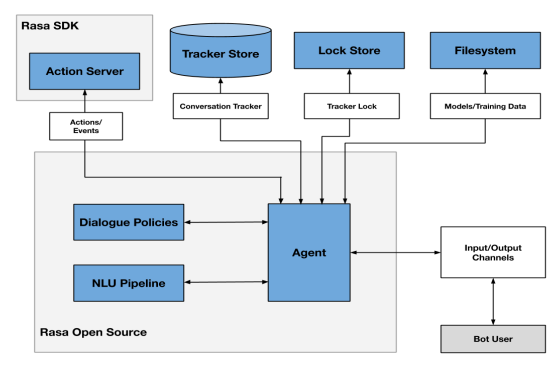 Rasa SDK
Action Server
Tracker Store
Lock Store
Filesystem
Actions/
Events
Conversation Tracker
Tracker Lock
Models/Training Data
Dialogue Policies
NLU Pipeline
Agent
Input/Output
Channels
Rasa Open Source
Bot User